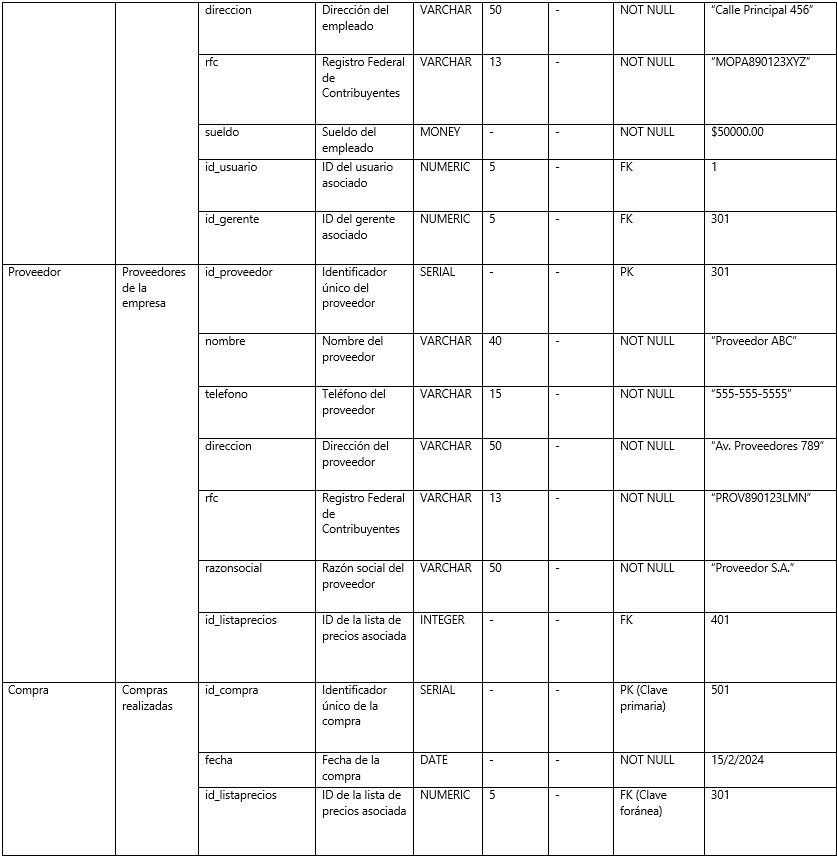 direccion Dirección del empleado VARCHAR 50 - NOT NULL “Calle Principal 456”
rfc Registro Federal de Contribuyentes VARCHAR 13 - NOT NULL “MOPA890123XYZ”
sueldo Sueldo del empleado MONEY - - NOT NULL $50000.00
id_usuario ID del usuario asociado NUMERIC 5 - FK 1
id_gerente ID del gerente asociado NUMERIC 5 - FK 301
Proveedor Proveedores de la empresa id_proveedor Identificador único del proveedor SERIAL - - PK 301
nombre Nombre del proveedor VARCHAR 40 - NOT NULL “Proveedor ABC”
telefono Teléfono del proveedor VARCHAR 15 - NOT NULL “555-555-5555”
direccion Dirección del proveedor VARCHAR 50 - NOT NULL “Av. Proveedores 789”
rfc Registro Federal de Contribuyentes VARCHAR 13 - NOT NULL “PROV890123LMN”
razonsocial Razón social del proveedor VARCHAR 50 - NOT NULL “Proveedor S.A.”
id_listaprecios ID de la lista de precios asociada INTEGER - - FK 401
Compra Compras realizadas id_compra Identificador único de la compra SERIAL - - PK (Clave primaria) 501
fecha Fecha de la compra DATE - - NOT NULL 15/2/2024
id_listaprecios ID de la lista de precios asociada NUMERIC 5 - FK (Clave foránea) 301